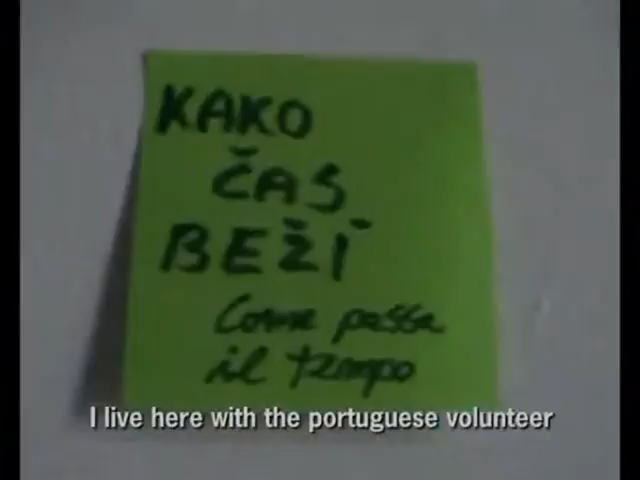 KAKO
ČAS
BEŽI
Come passa
il tempo
I live here with the portuguese volunteer